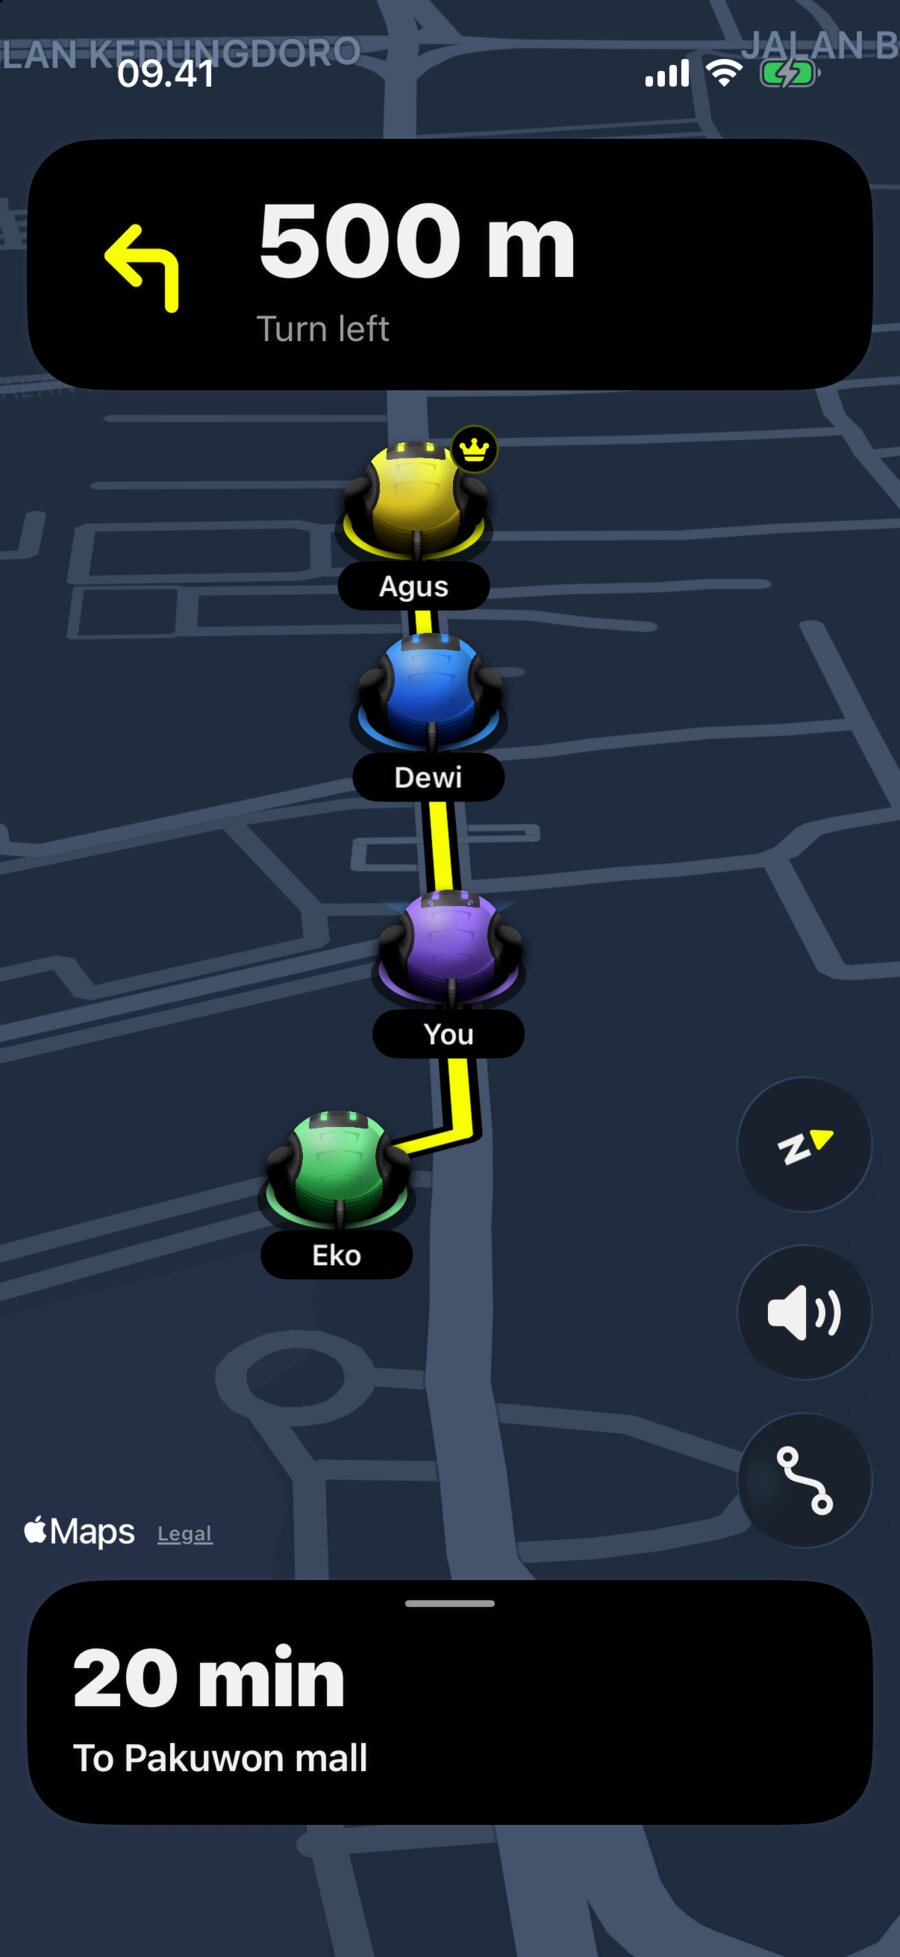 LAN KEDUNGDORO
JALAN B
09.41
500 m
Turn left
ALAN
Agus
Dewi
You
Eko
N
Maps Legal
20 min
To Pakuwon mall